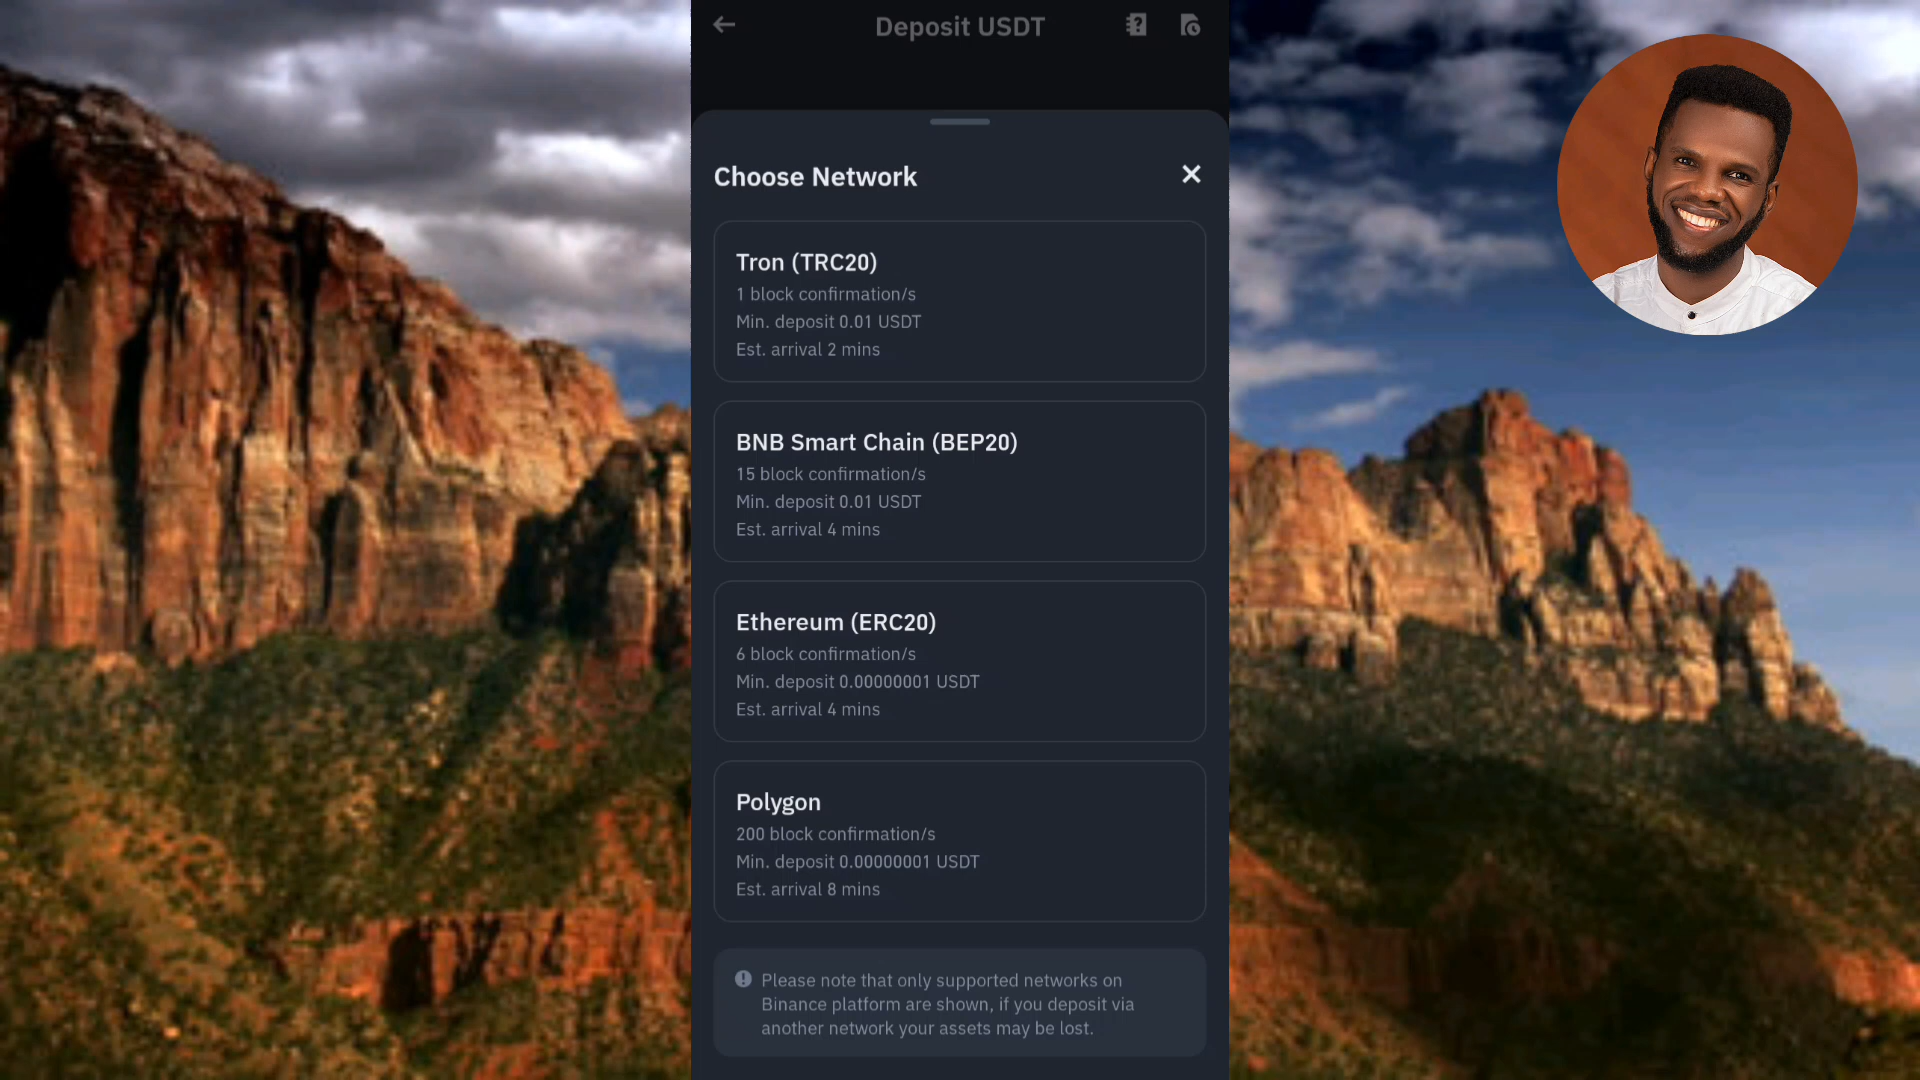 Deposit USDT
Choose Network
Tron (TRC20)
1 block confirmation/s
Min. deposit 0.01 USDT
Est. arrival 2 mins
BNB Smart Chain (BEP20)
15 block confirmation/s
Min. deposit 0.01 USDT
Est. arrival 4 mins
Ethereum (ERC20)
6 block confirmation/s
Min. deposit 0.00000001 USDT
Est. arrival 4 mins
Polygon
200 block confirmation/s
Min. deposit 0.00000001 USDT
Est. arrival 8 mins
Please note that only supported networks on
Binance platform are shown, if you deposit via
another network your assets may be lost.